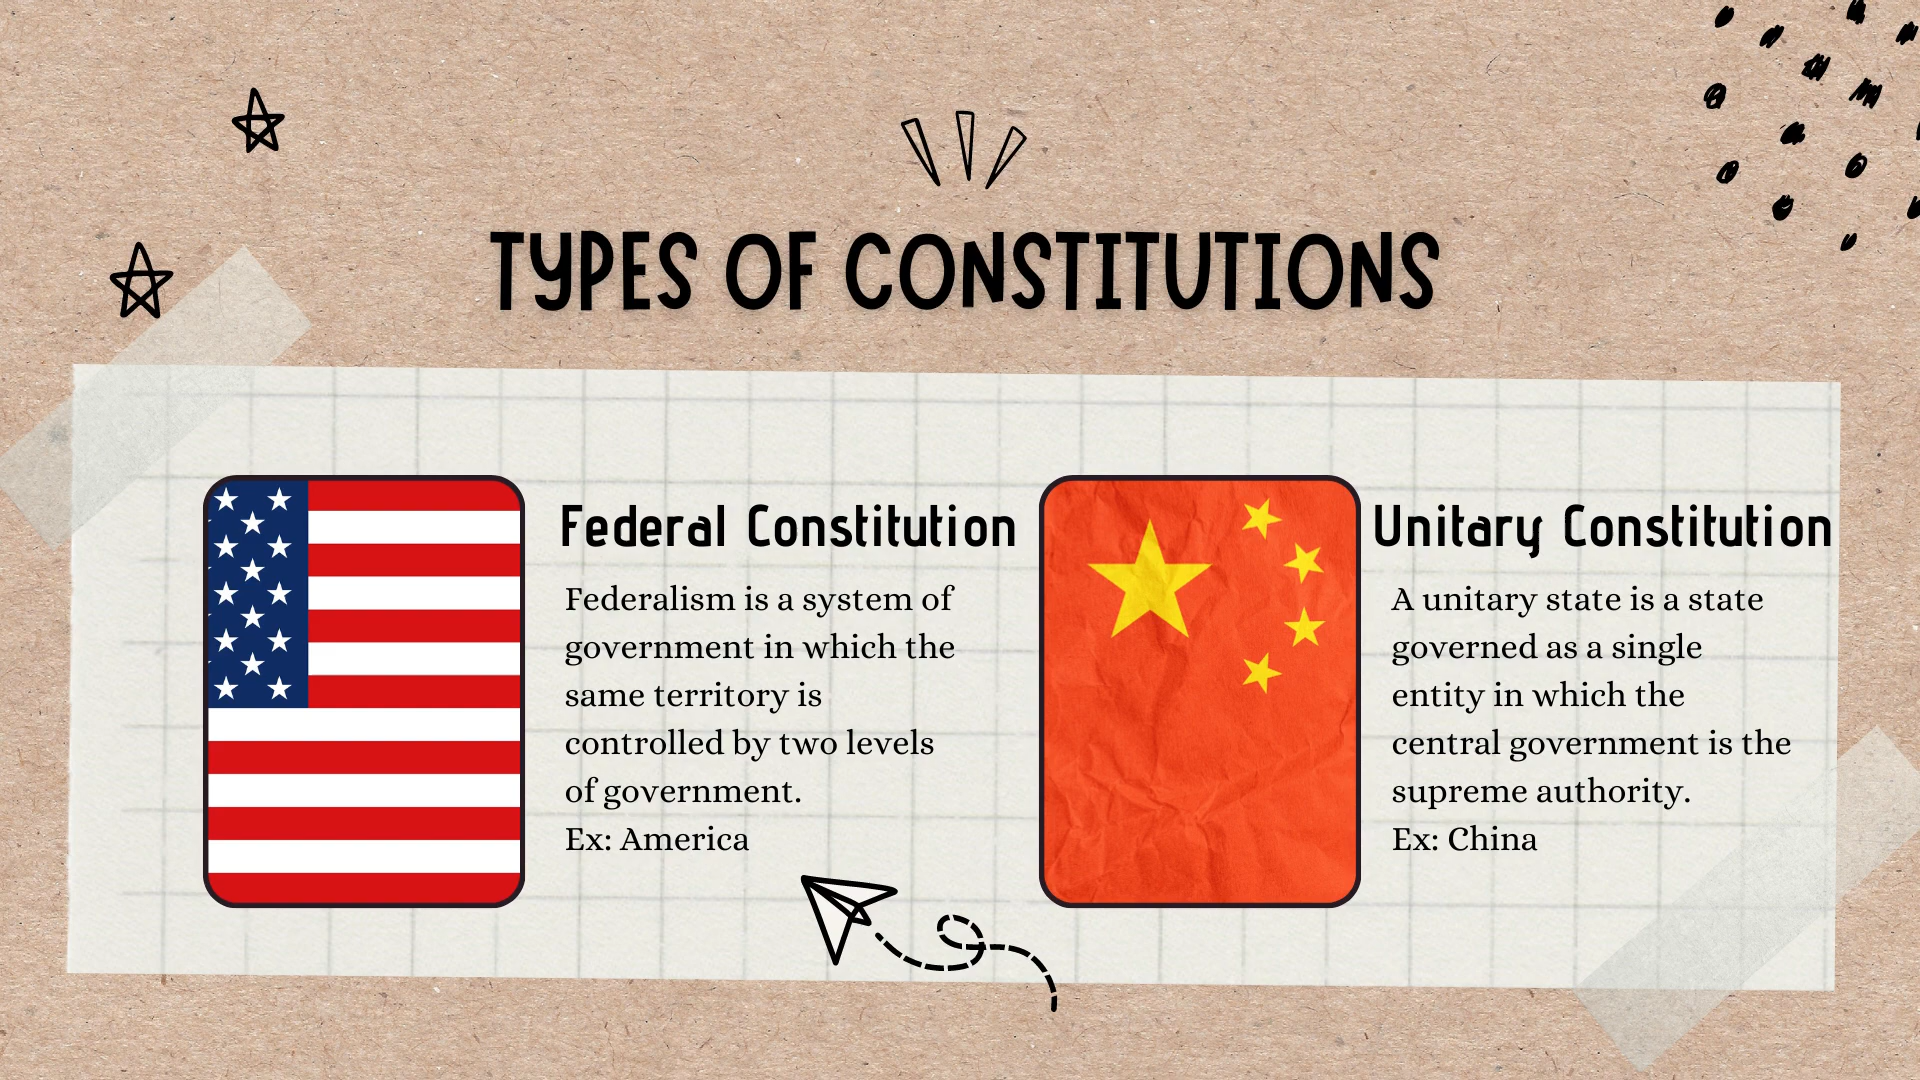 TYPES OF CONSTITUTIONS
Federal Constitution
Federalism is a system of
government in which the
same territory is
controlled by two levels
of government.
Ex: America
Unitary Constitution
A unitary state is a state
governed as a single
entity in which the
central government is the
supreme authority.
Ex: China